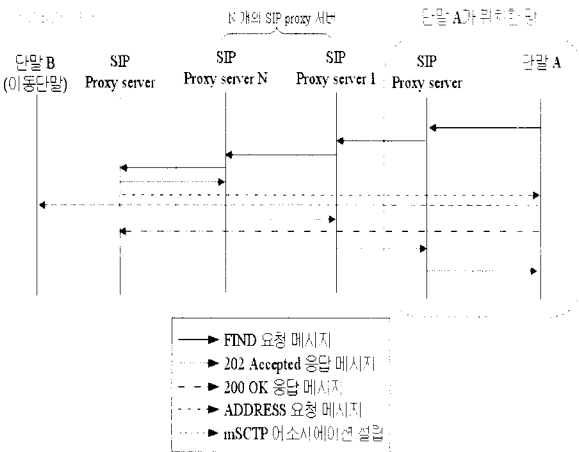 N 개의 SIP proxy 서버
단말 A가 위치한 망
단말 B
(이동단말)
SIP
Proxy server
SIP
Proxy server N
SIP
Proxy server 1
SIP
Proxy server
단말 A
FIND 요청 메시지
202 Accepted 응답 메시지
200 OK 응답 메시지
ADDRESS 요청 메시지
mSCTP 어소시에이션 설립